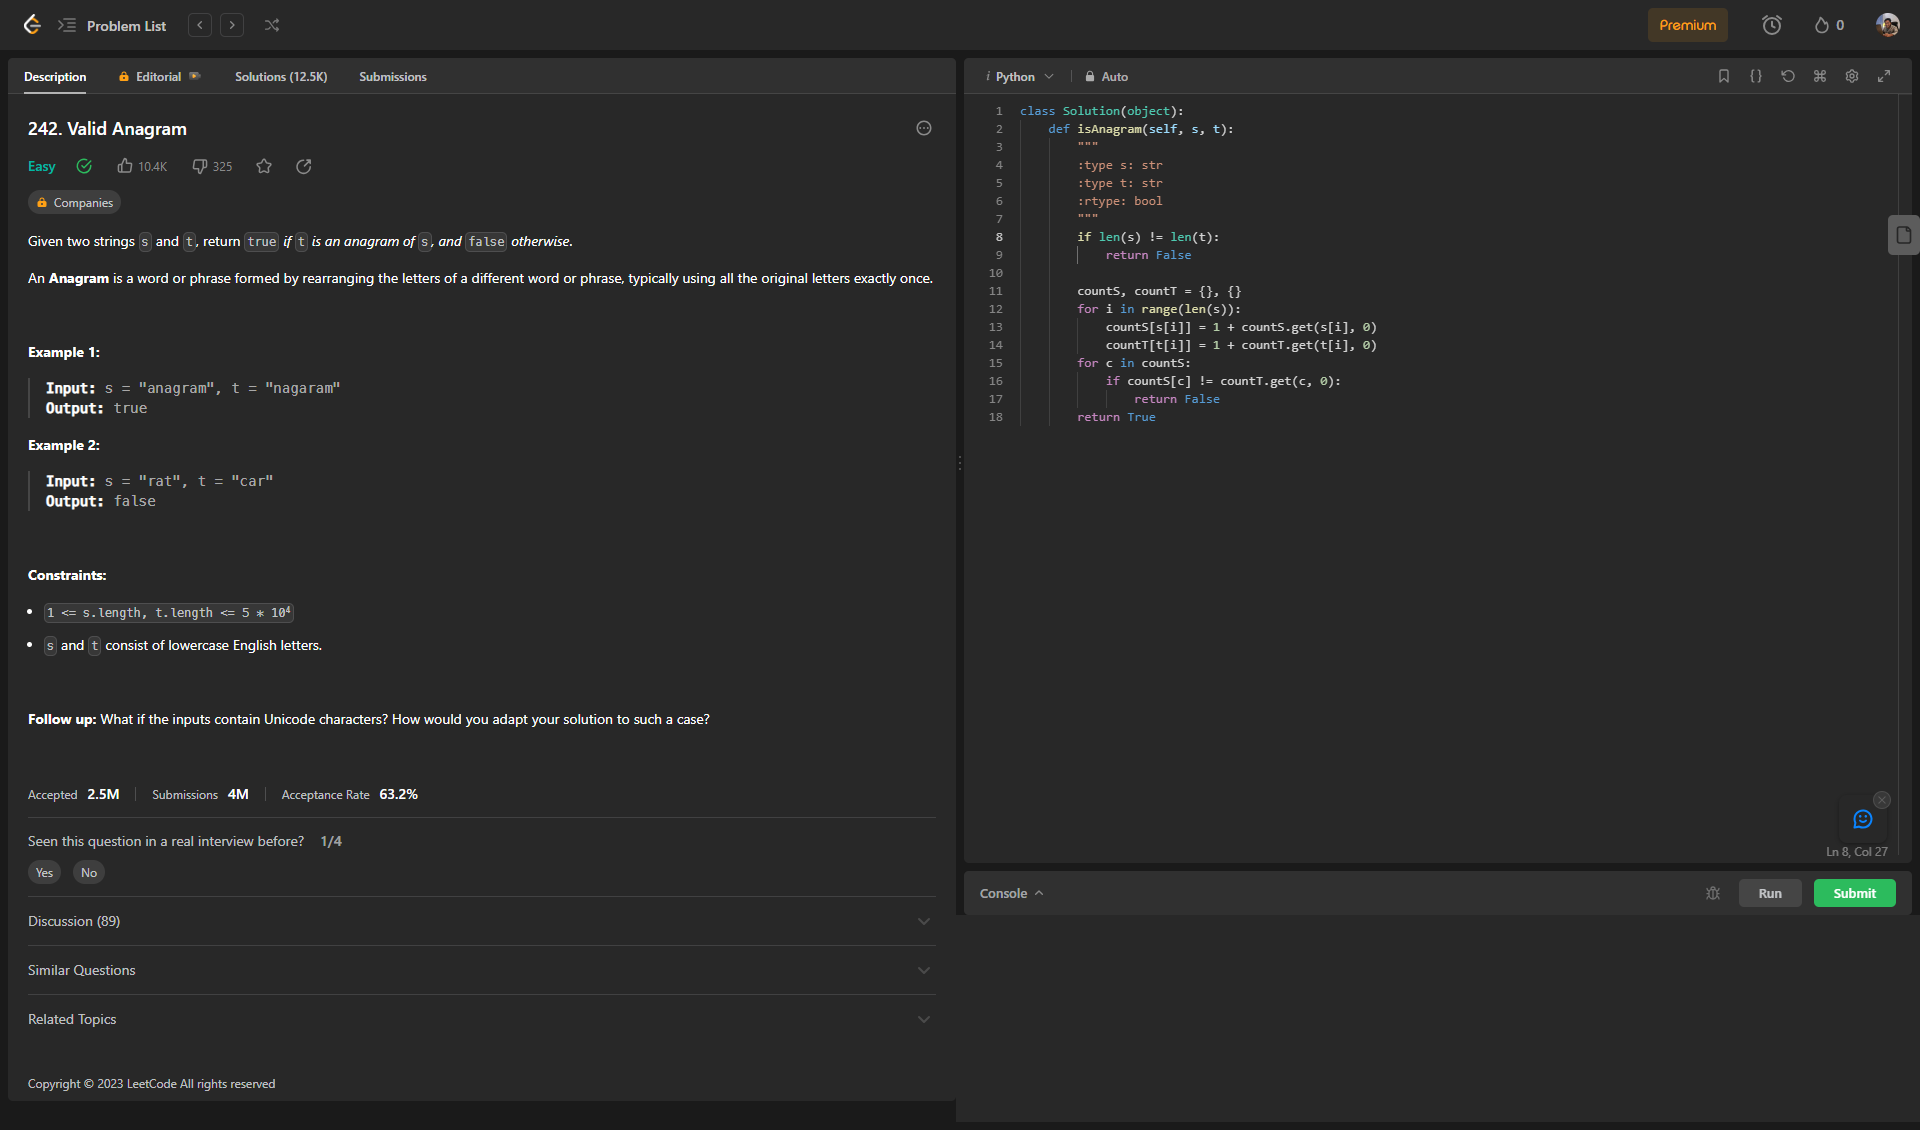 Problem List
Premium
0
Description
Editorial
Solutions (12.5K)
Submissions
242. Valid Anagram
Easy
10.4K
325
Companies
Given two strings s and t, return true if t is an anagram of s, and false otherwise.
An Anagram is a word or phrase formed by rearranging the letters of a different word or phrase, typically using all the original letters exactly once.
Example 1:
Input: s = "anagram", t = "nagaram"
Output: true
Example 2:
Input: s = "rat", t = "car"
Output: false
Constraints:
• 1 <= s.length, t.length <= 5 * 10⁴
• s and t consist of lowercase English letters.
Follow up: What if the inputs contain Unicode characters? How would you adapt your solution to such a case?
Accepted 2.5M Submissions 4M Acceptance Rate 63.2%
Seen this question in a real interview before? 1/4
Yes No
Discussion (89)
Similar Questions
Related Topics
Copyright © 2023 LeetCode All rights reserved
i Python
Auto
1 class Solution(object):
2     def isAnagram(self, s, t):
3         """
4         :type s: str
5         :type t: str
6         :rtype: bool
7         """
8         if len(s) != len(t):
9             return False
10
11         countS, countT = {}, {}
12         for i in range(len(s)):
13             countS[s[i]] = 1 + countS.get(s[i], 0)
14             countT[t[i]] = 1 + countT.get(t[i], 0)
15         for c in countS:
16             if countS[c] != countT.get(c, 0):
17                 return False
18         return True
Ln 8, Col 27
Console
Run
Submit